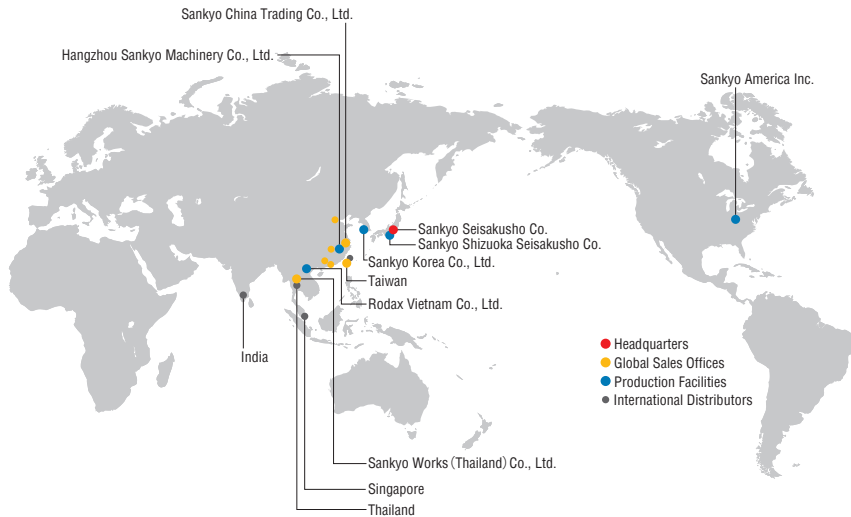 Sankyo China Trading Co., Ltd.
Hangzhou Sankyo Machinery Co., Ltd.
Sankyo America Inc.
Sankyo Seisakusho Co.
Sankyo Shizuoka Seisakusho Co.
Sankyo Korea Co., Ltd.
Taiwan
Rodax Vietnam Co., Ltd.
India
Headquarters
Global Sales Offices
Production Facilities
International Distributors
Sankyo Works (Thailand) Co., Ltd.
Singapore
Thailand